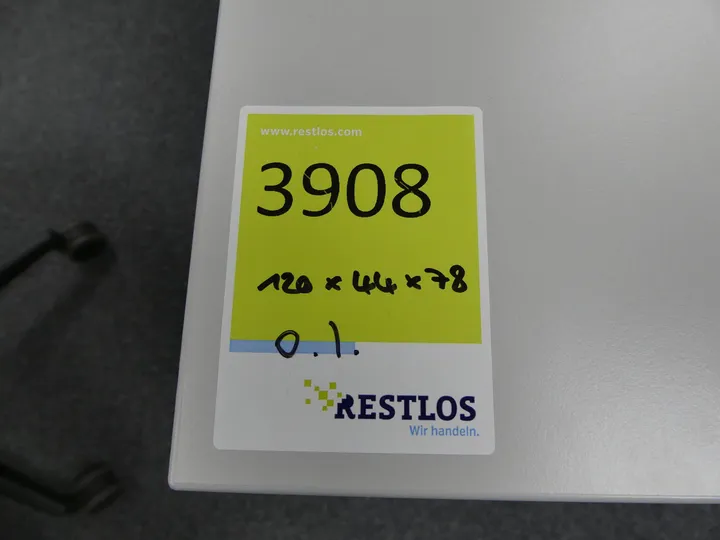 www.restlos.com
3908
120 x 44 x 78
0.1.
RESTLOS
Wir handeln.